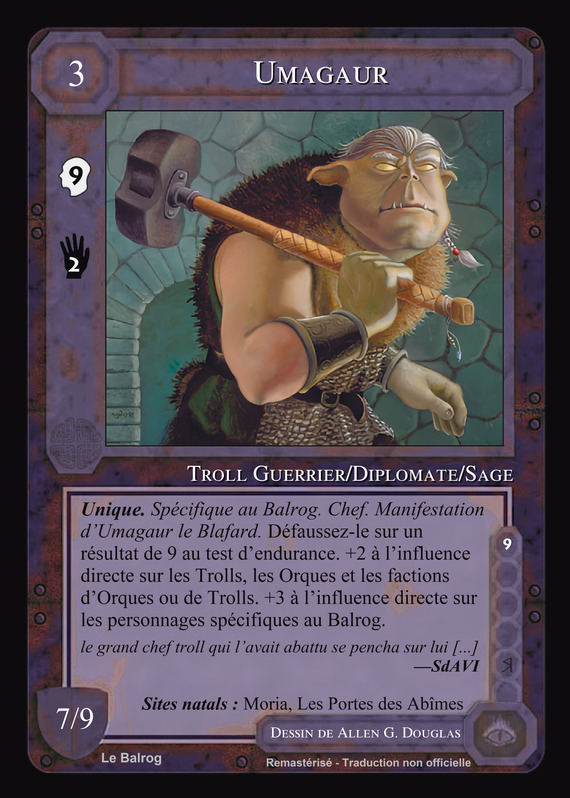 3
UMAGAUR
9
2
TROLL GUERRIER/DIPLOMATE/SAGE
Unique. Spécifique au Balrog. Chef. Manifestation
d'Umagaur le Blafard. Défaussez-le sur un
résultat de 9 au test d'endurance. +2 à l'influence
directe sur les Trolls, les Orques et les factions
d'Orques ou de Trolls. +3 à l'influence directe sur
les personnages spécifiques au Balrog.
9
le grand chef troll qui l'avait abattu se pencha sur lui [...]
—SdAVI
Sites natals : Moria, Les Portes des Abîmes
7/9
DESSIN DE ALLEN G. DOUGLAS
Le Balrog
Remastérisé - Traduction non officielle